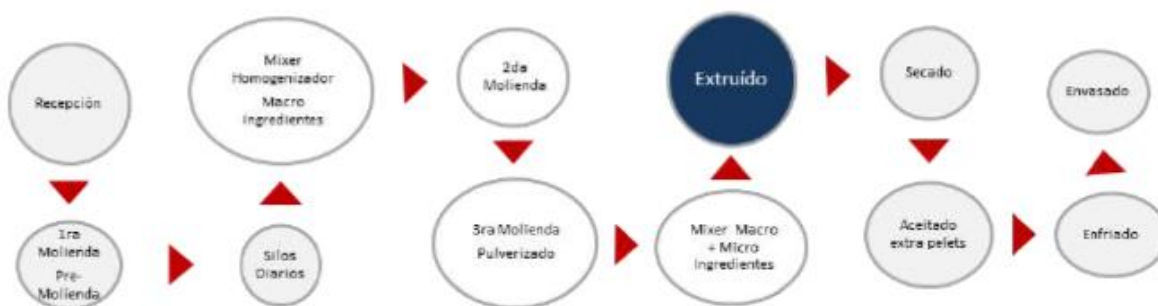 Recepción
1ra
Molienda
Pre-
Molienda
Silos
Diarios
Mixer
Homogenizador
Macro
Ingredientes
2da
Molienda
3ra Molienda
Pulverizado
Mixer Macro
+ Micro
Ingredientes
Extruído
Secado
Aceitado
extra pelets
Enfriado
Envasado